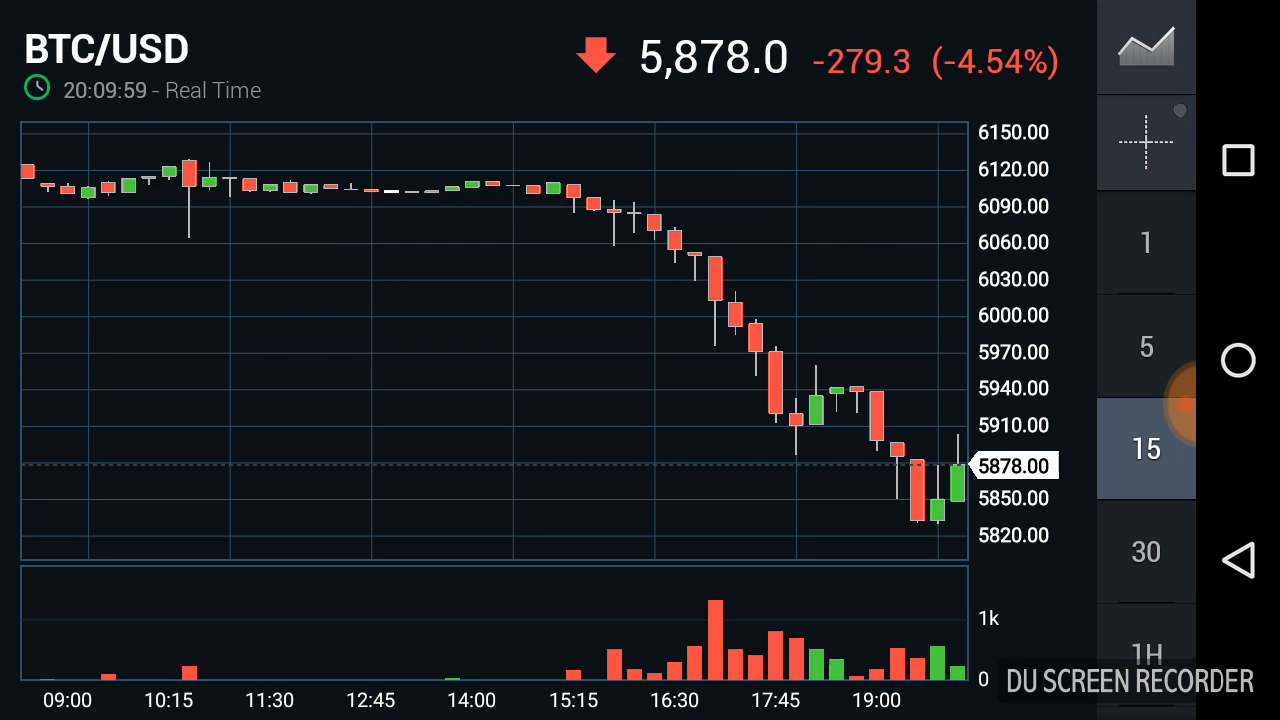 BTC/USD
5,878.0 -279.3 (-4.54%)
20:09:59 - Real Time
6150.00
6120.00
6090.00
6060.00
6030.00
6000.00
5970.00
5940.00
5910.00
5878.00
5850.00
5820.00
1k
0
09:00 10:15 11:30 12:45 14:00 15:15 16:30 17:45 19:00
1
5
15
30
1H
DU SCREEN RECORDER